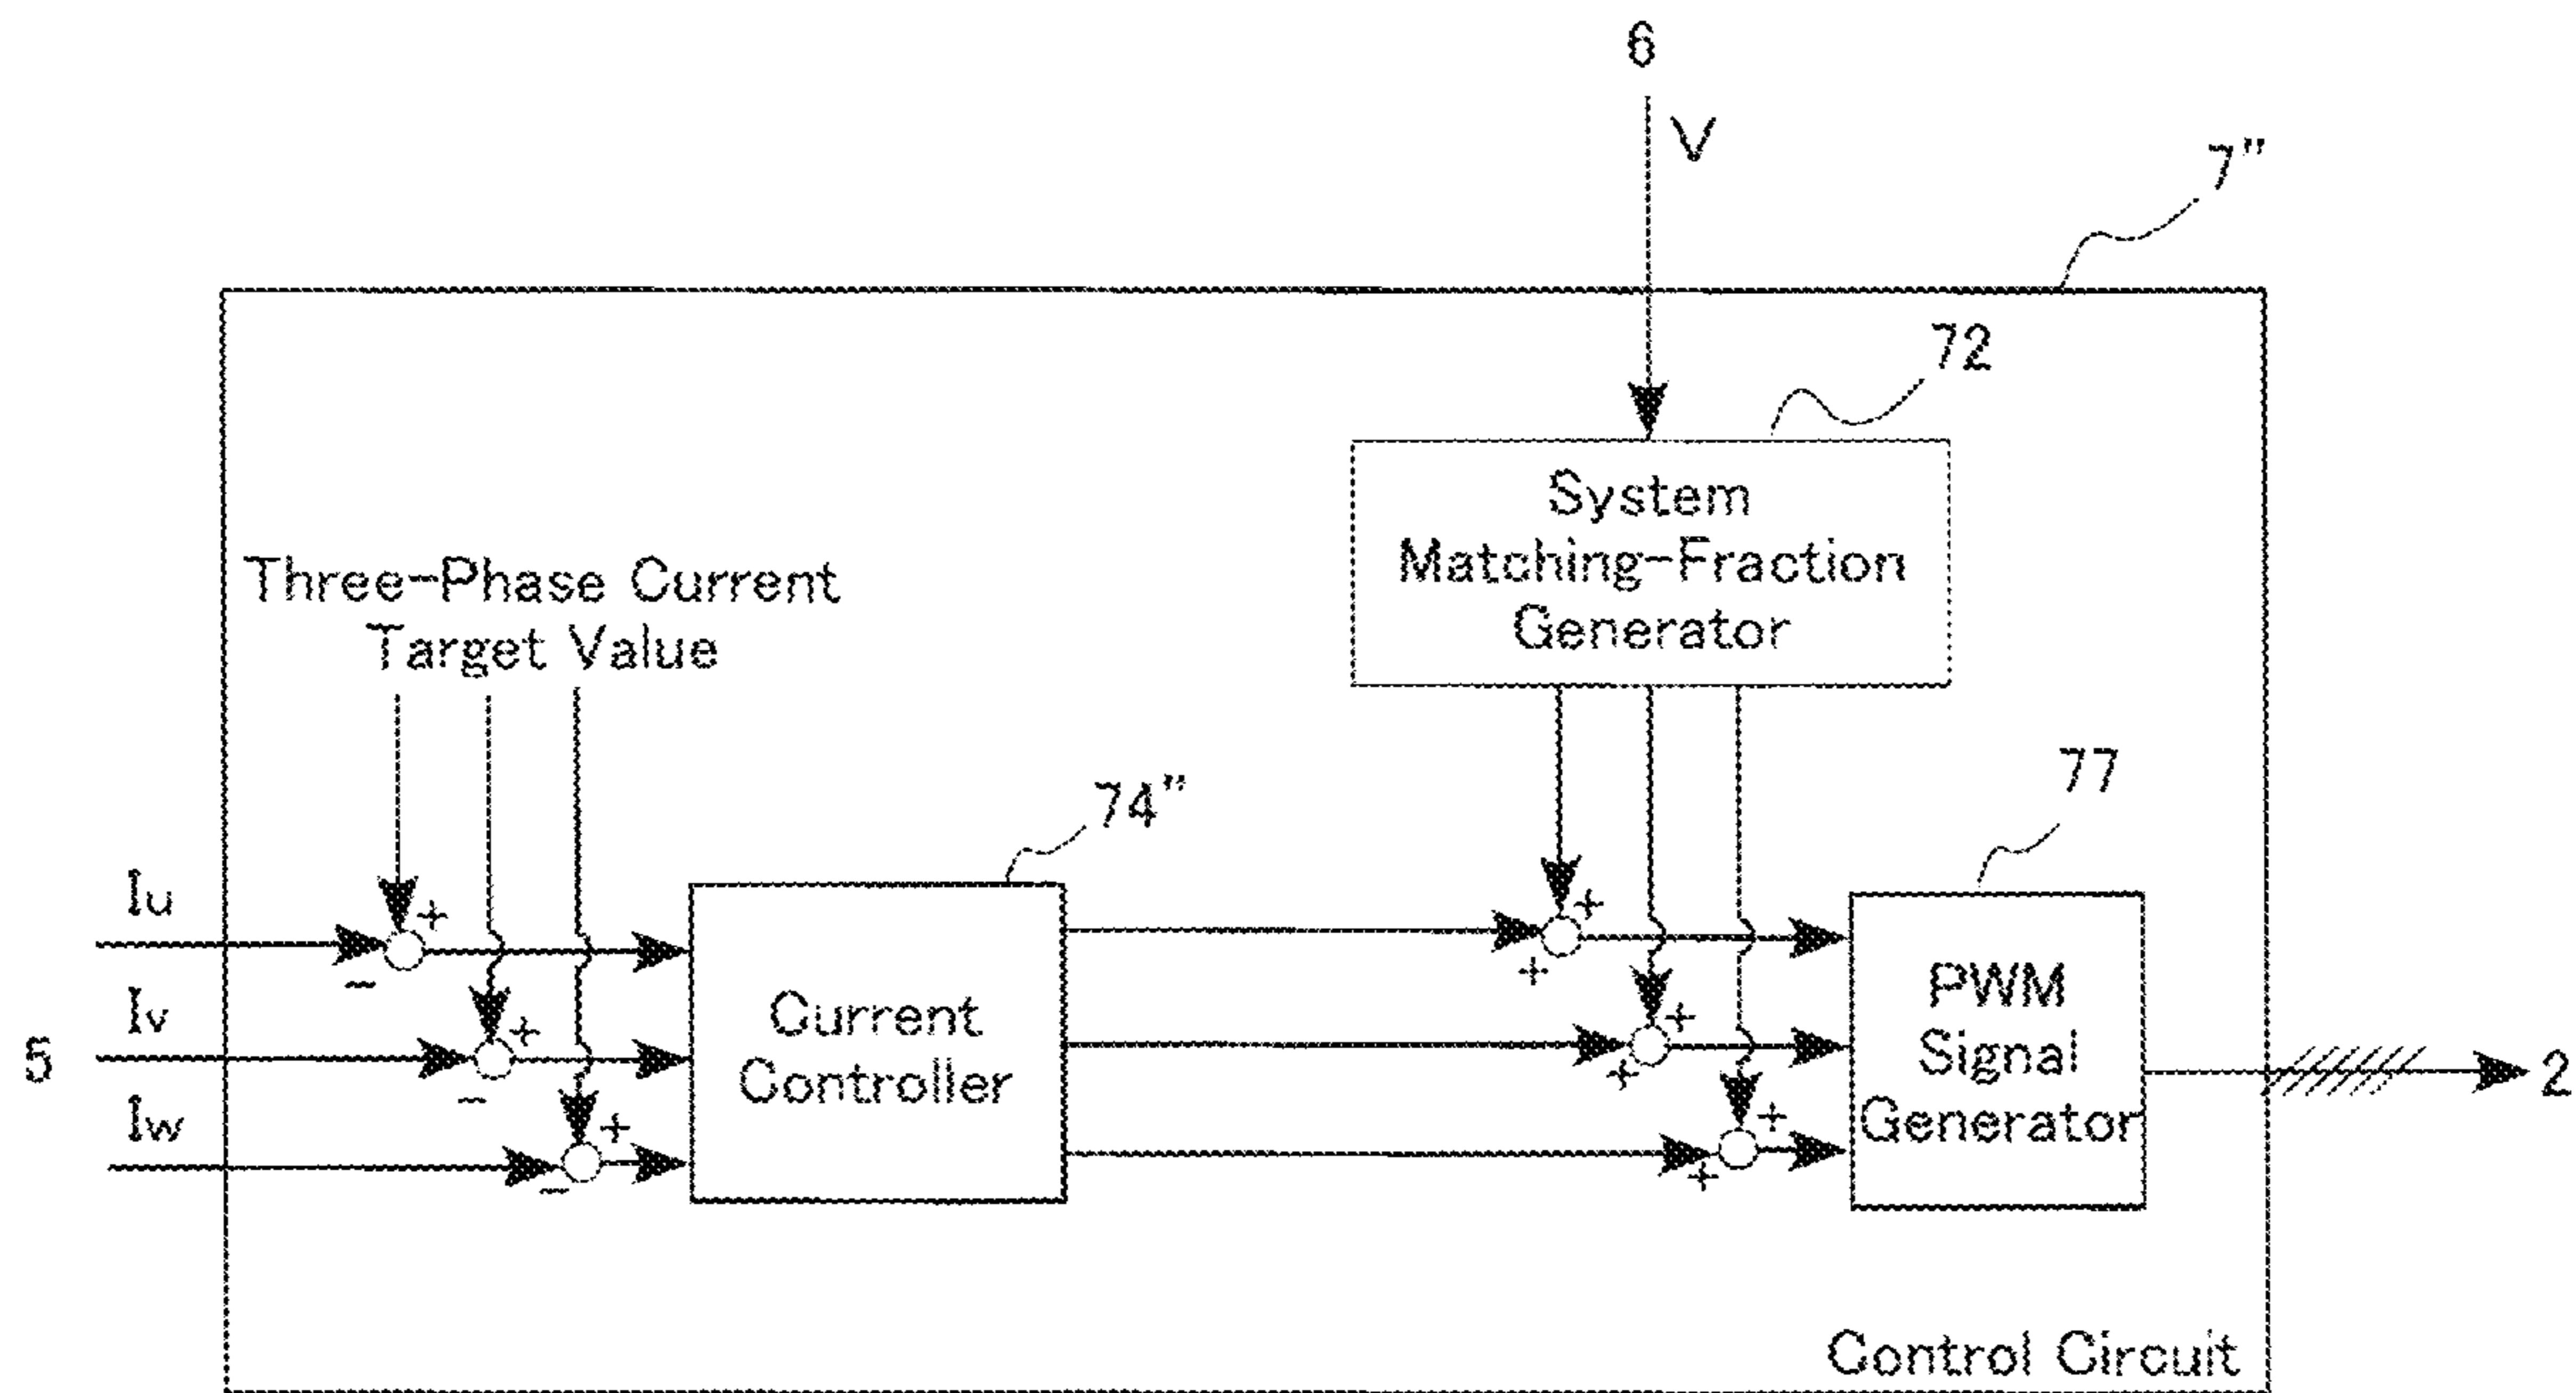 6
V
7"
72
System
Matching-Fraction
Generator
Three-Phase Current
Target Value
74"
77
Iu
+
−
+
+
Iv
5
+
−
Current
Controller
+
+
PWM
Signal
Generator
2
Iw
+
−
+
+
Control Circuit